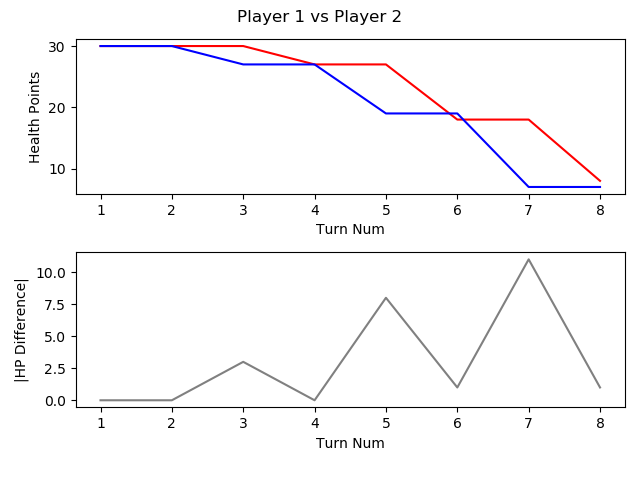 Player 1 vs Player 2
30
20
10
Health Points
1 2 3 4 5 6 7 8
Turn Num
10.0
7.5
5.0
2.5
0.0
|HP Difference|
1 2 3 4 5 6 7 8
Turn Num